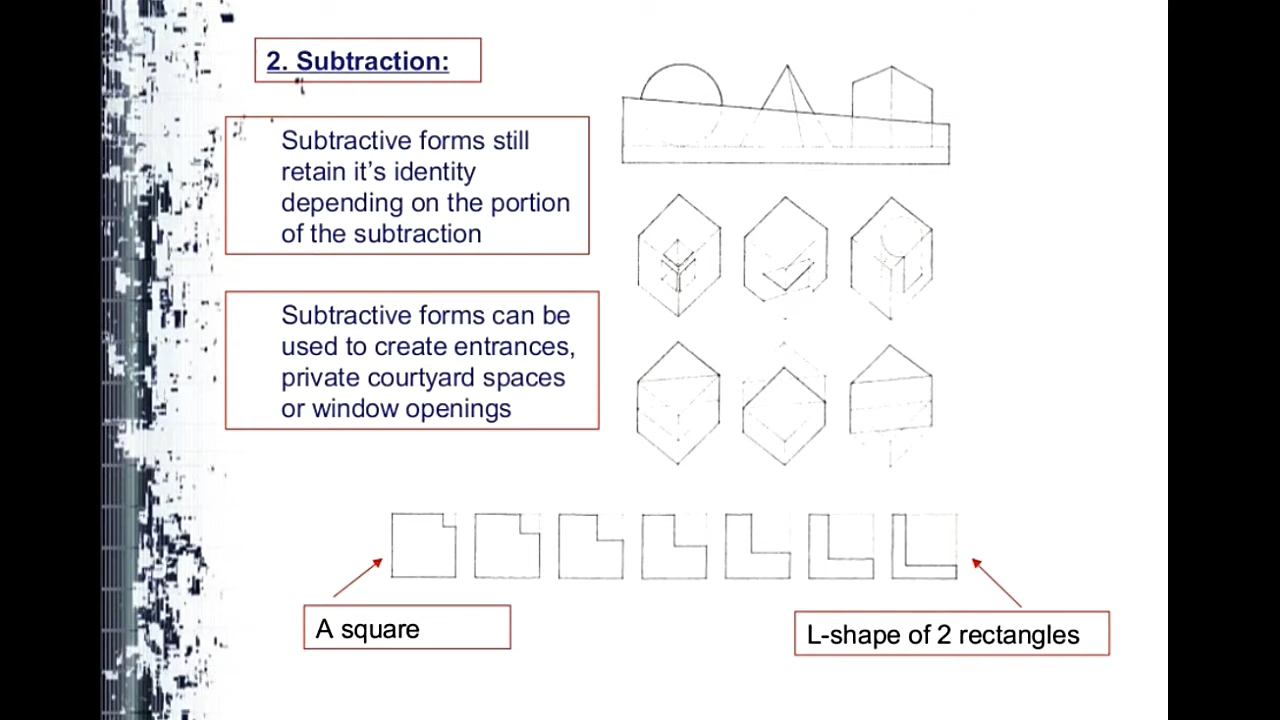 2. Subtraction:
Subtractive forms still
retain it's identity
depending on the portion
of the subtraction
Subtractive forms can be
used to create entrances,
private courtyard spaces
or window openings
A square
L-shape of 2 rectangles